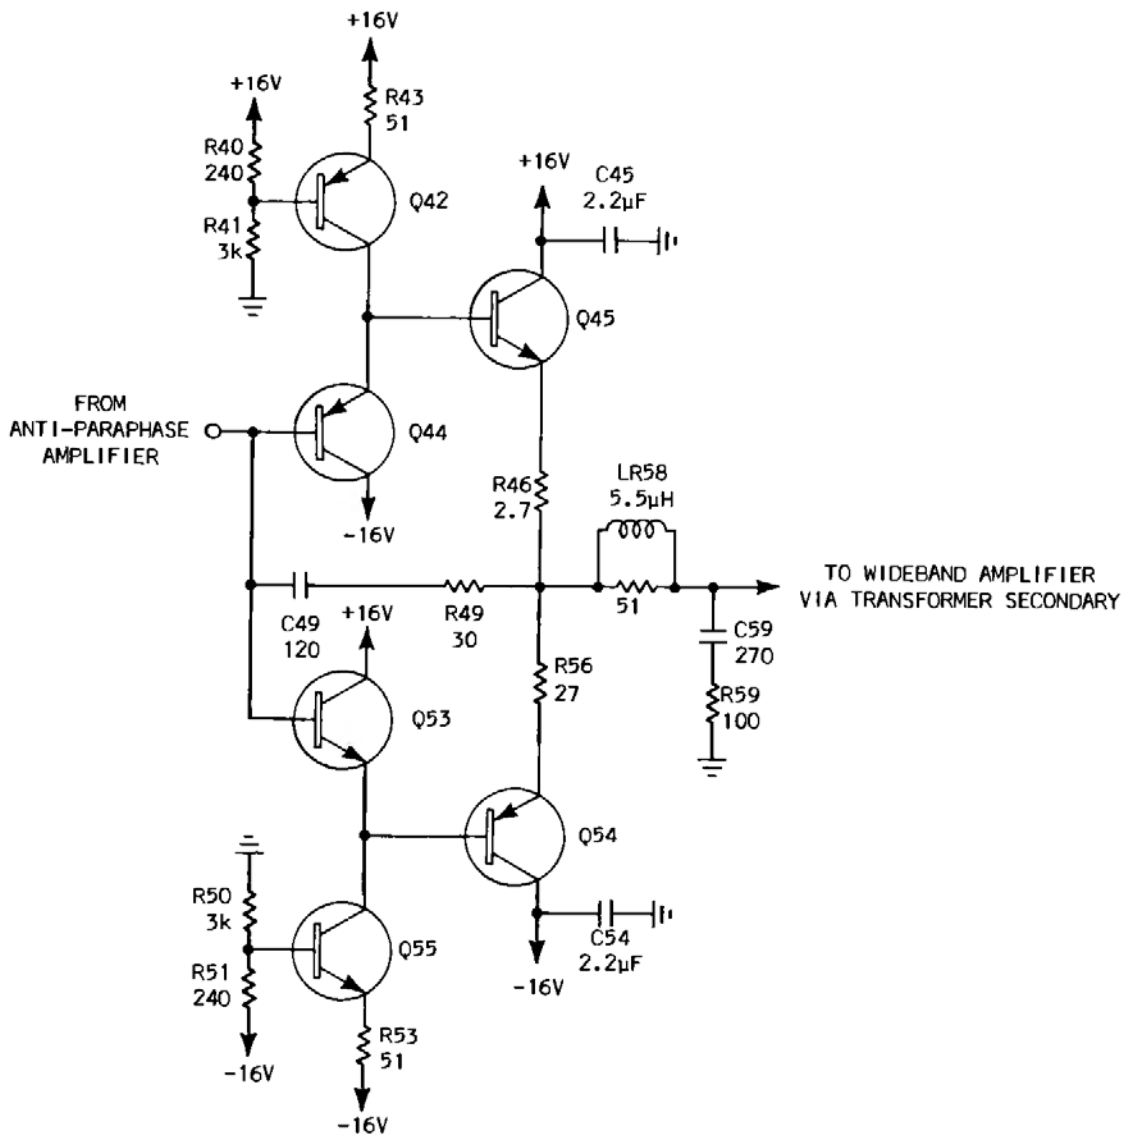 +16V
+16V
R43
51
R40
240
Q42
R41
3k
+16V
C45
2.2µF
Q45
FROM
ANTI-PARAPHASE
AMPLIFIER
Q44
-16V
R46
2.7
LR58
5.5µH
51
TO WIDEBAND AMPLIFIER
VIA TRANSFORMER SECONDARY
C49
120
R49
30
+16V
C59
270
R59
100
R56
27
Q53
Q54
R50
3k
R51
240
-16V
Q55
R53
51
-16V
C54
2.2µF
-16V